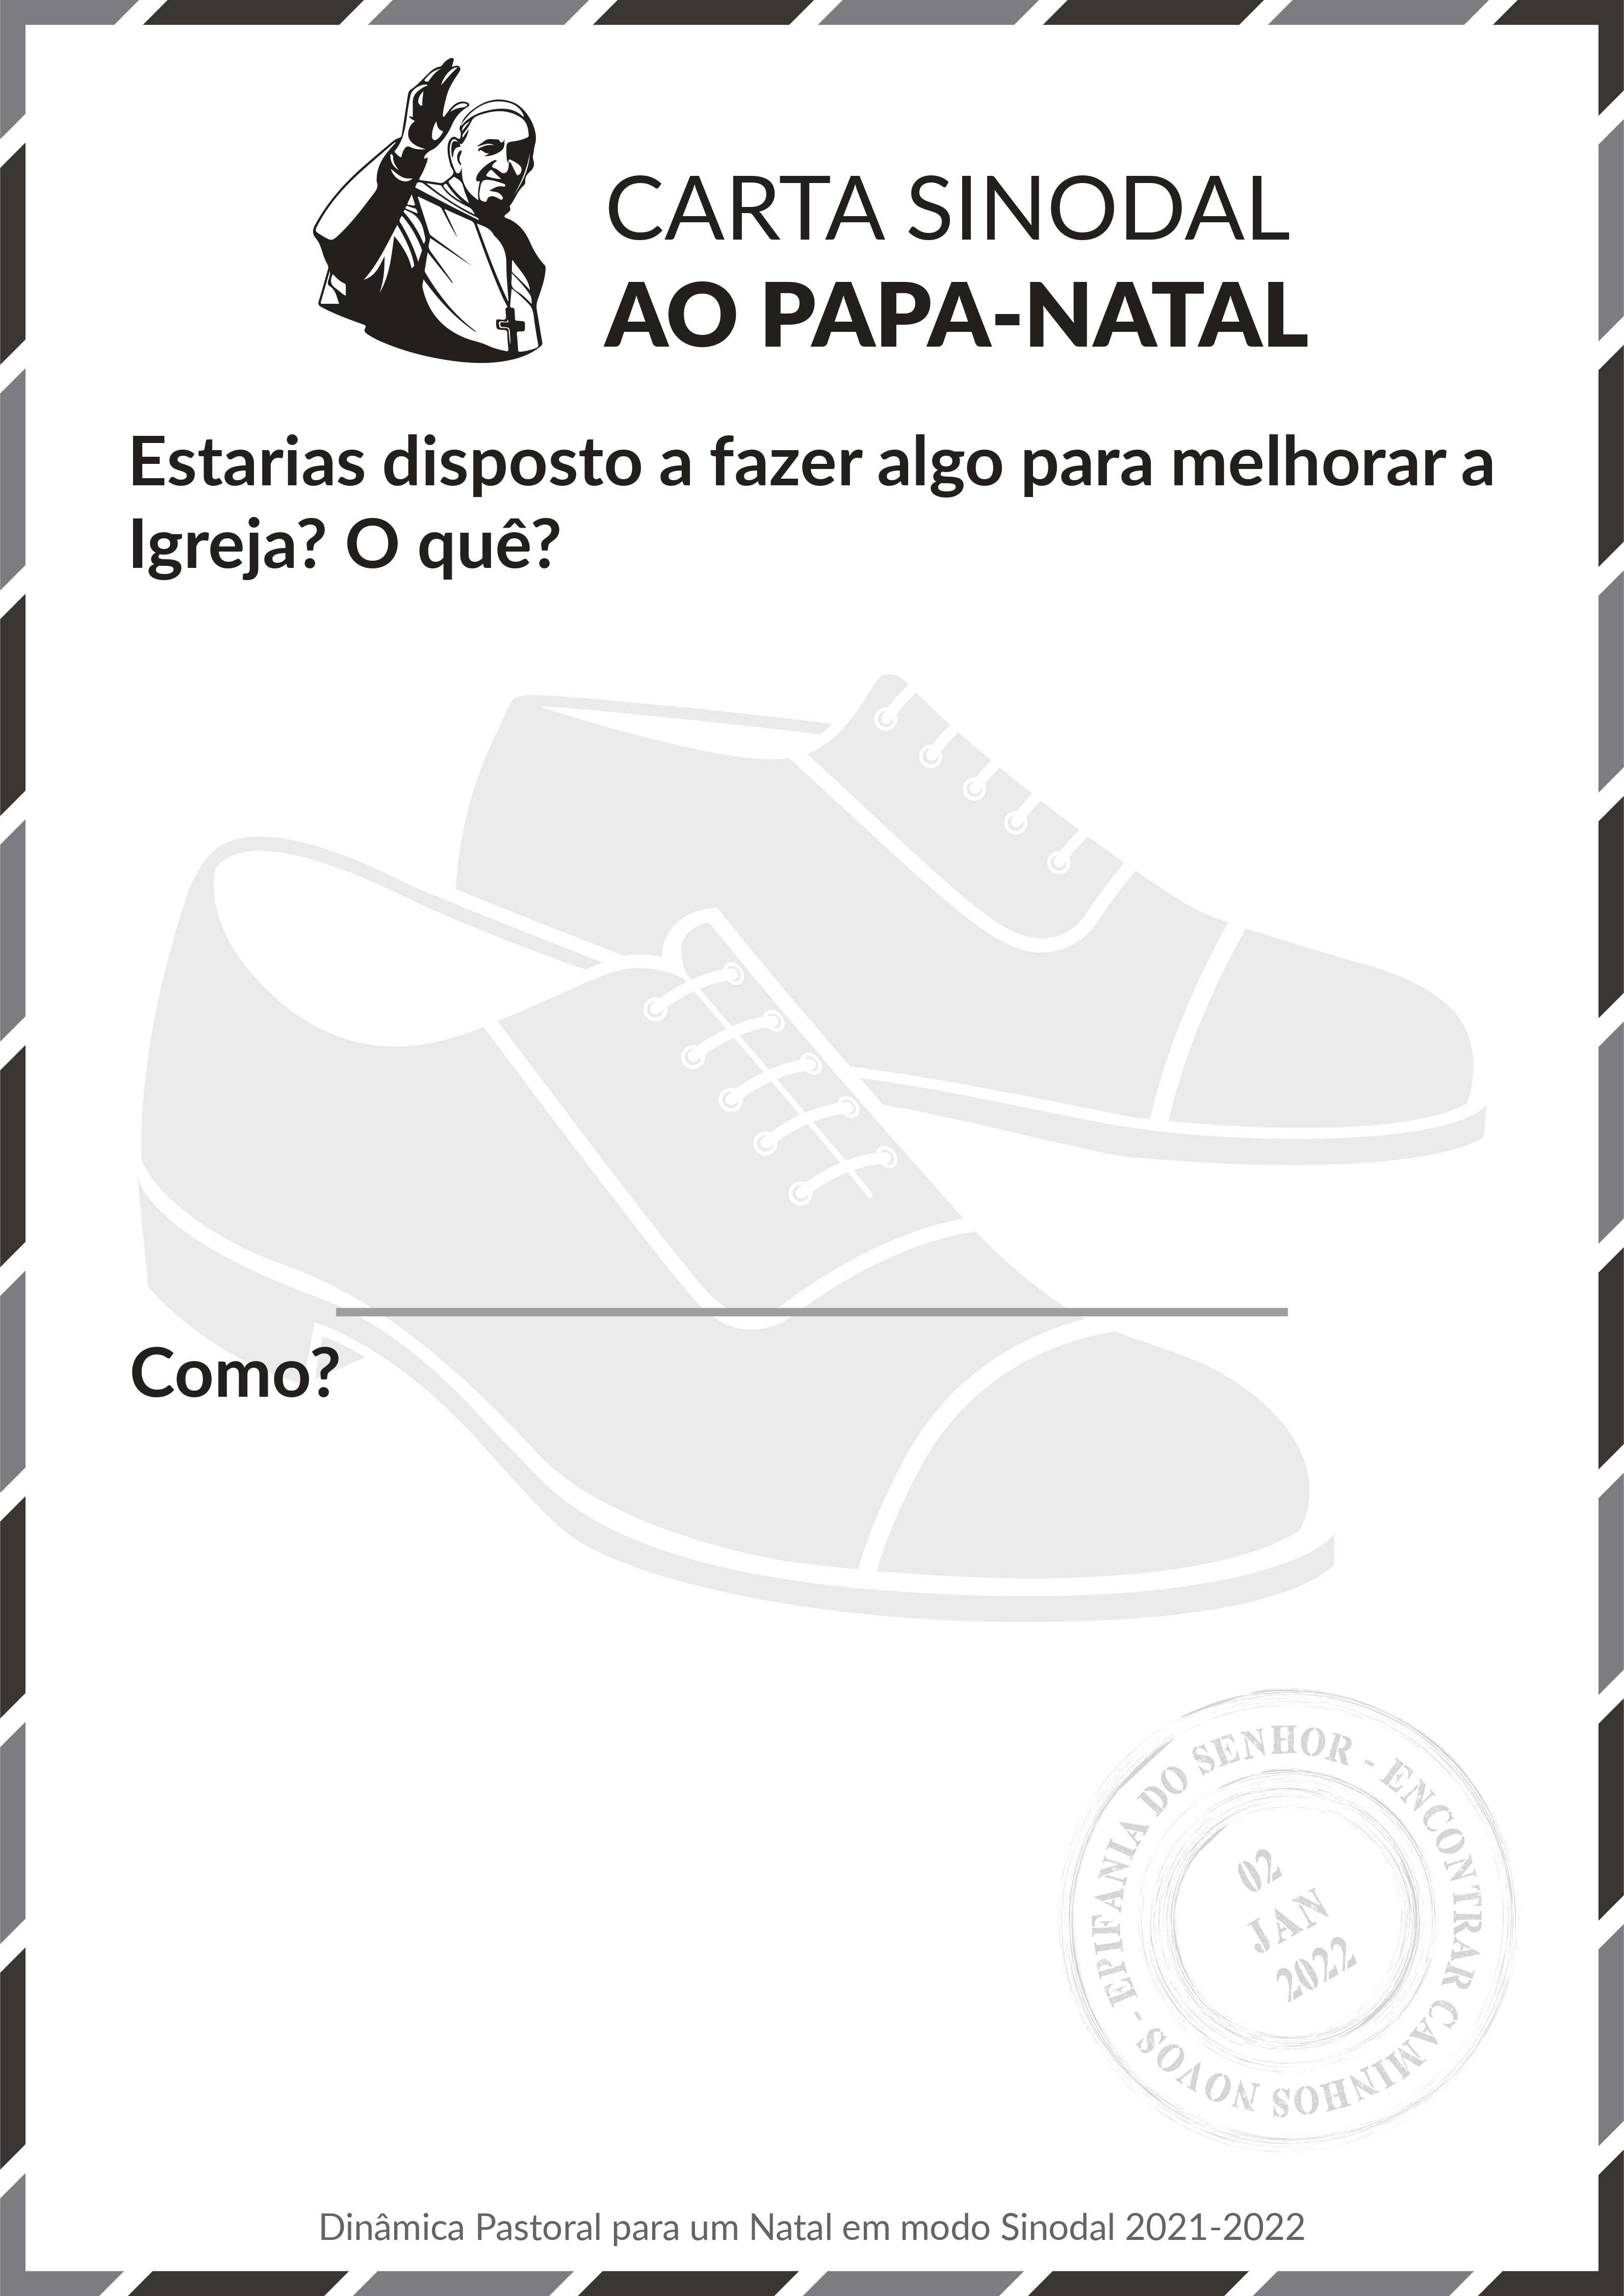 CARTA SINODAL
AO PAPA-NATAL
Estarias disposto a fazer algo para melhorar a
Igreja? O quê?
Como?
EPIFANIA DO SENHOR - ENCONTRAR CAMINHOS NOVOS -
02
JAN
2022
Dinâmica Pastoral para um Natal em modo Sinodal 2021-2022